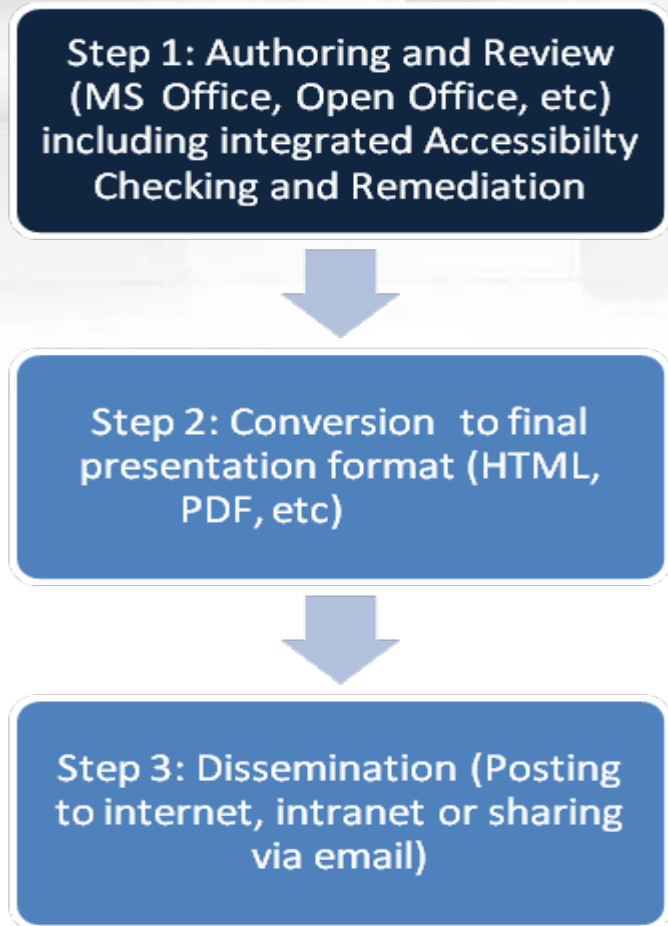 Step 1: Authoring and Review
(MS Office, Open Office, etc)
including integrated Accessibilty
Checking and Remediation
Step 2: Conversion to final
presentation format (HTML,
PDF, etc)
Step 3: Dissemination (Posting
to internet, intranet or sharing
via email)